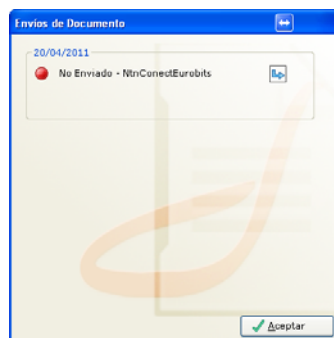 Envíos de Documento
20/04/2011
No Enviado - NtnConectEurobits
Aceptar